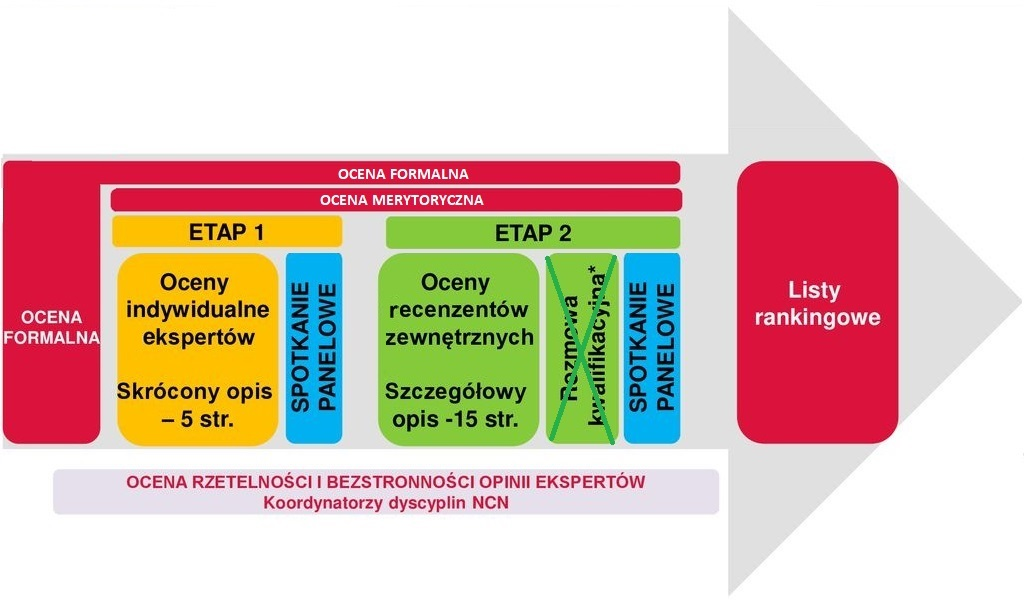 OCENA FORMALNA
OCENA MERYTORYCZNA
OCENA
FORMALNA
ETAP 1
Oceny
indywidualne
ekspertów
Skrócony opis
– 5 str.
SPOTKANIE
PANELOWE
ETAP 2
Oceny
recenzentów
zewnętrznych
Szczegółowy
opis -15 str.
Rozmowa
kwalifikacyjna*
SPOTKANIE
PANELOWE
Listy
rankingowe
OCENA RZETELNOŚCI I BEZSTRONNOŚCI OPINII EKSPERTÓW
Koordynatorzy dyscyplin NCN